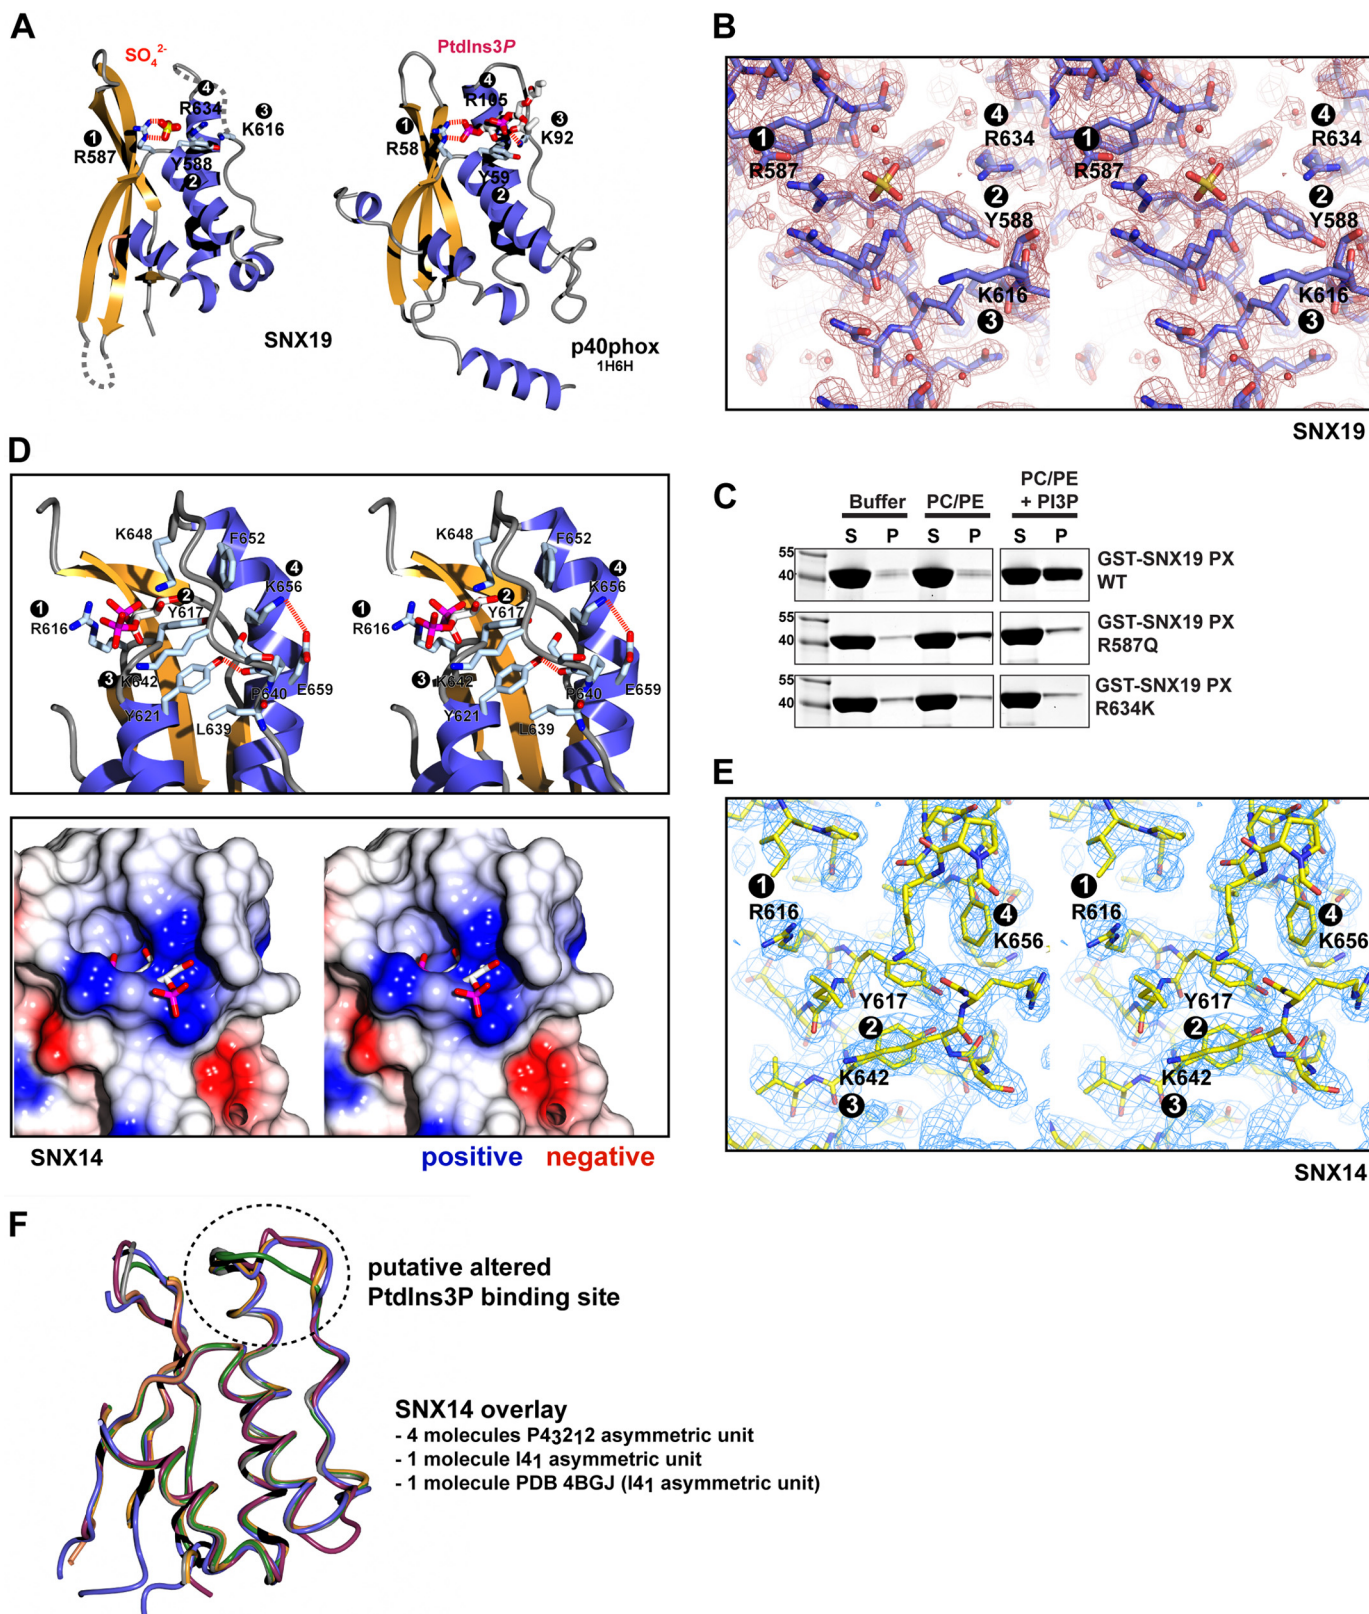 A
SO4 2-
4
R634
3
K616
1
R587
Y588
2
SNX19
PtdIns3P
4
R105
3
K92
1
R58
Y59
2
p40phox
1H6H
B
4
R634
4
R634
1
R587
1
R587
2
Y588
2
Y588
K616
3
K616
3
SNX19
C
Buffer
PC/PE
PC/PE
+ PI3P
S P S P S P
55
40
GST-SNX19 PX
WT
55
40
GST-SNX19 PX
R587Q
55
40
GST-SNX19 PX
R634K
D
K648
F652
4
K656
1
R616
2
Y617
3
K642
Y621
P640
E659
L639
K648
F652
4
K656
1
R616
2
Y617
3
K642
Y621
P640
E659
L639
SNX14
positive negative
E
1
R616
4
K656
Y617
2
K642
3
1
R616
4
K656
Y617
2
K642
3
SNX14
F
putative altered
PtdIns3P binding site
SNX14 overlay
- 4 molecules P43212 asymmetric unit
- 1 molecule I41 asymmetric unit
- 1 molecule PDB 4BGJ (I41 asymmetric unit)